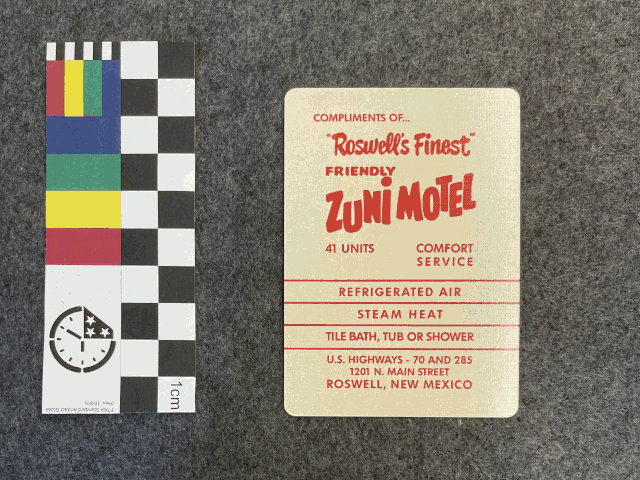 COMPLIMENTS OF...
"Roswell's Finest"
FRIENDLY
ZUNI MOTEL
41 UNITS COMFORT
SERVICE
REFRIGERATED AIR
STEAM HEAT
TILE BATH, TUB OR SHOWER
U.S. HIGHWAYS - 70 AND 285
1201 N. MAIN STREET
ROSWELL, NEW MEXICO
1cm